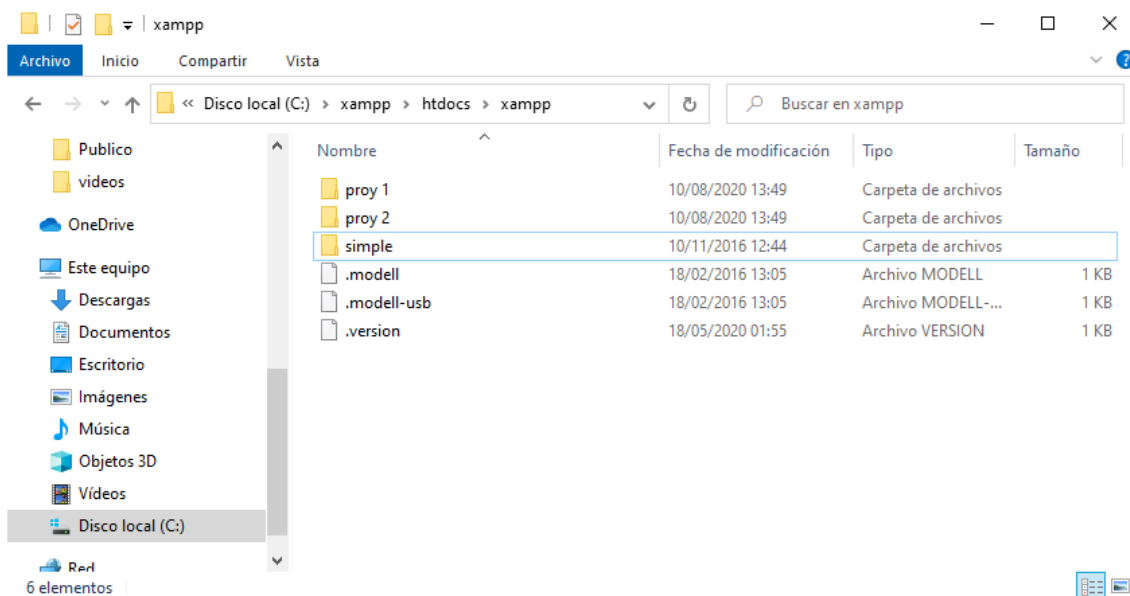 xampp
Archivo Inicio Compartir Vista
« Disco local (C:) › xampp › htdocs › xampp Buscar en xampp
Publico
videos
OneDrive
Este equipo
Descargas
Documentos
Escritorio
Imágenes
Música
Objetos 3D
Vídeos
Disco local (C:)
Red
Nombre Fecha de modificación Tipo Tamaño
proy 1 10/08/2020 13:49 Carpeta de archivos
proy 2 10/08/2020 13:49 Carpeta de archivos
simple 10/11/2016 12:44 Carpeta de archivos
.modell 18/02/2016 13:05 Archivo MODELL 1 KB
.modell-usb 18/02/2016 13:05 Archivo MODELL-... 1 KB
.version 18/05/2020 01:55 Archivo VERSION 1 KB
6 elementos